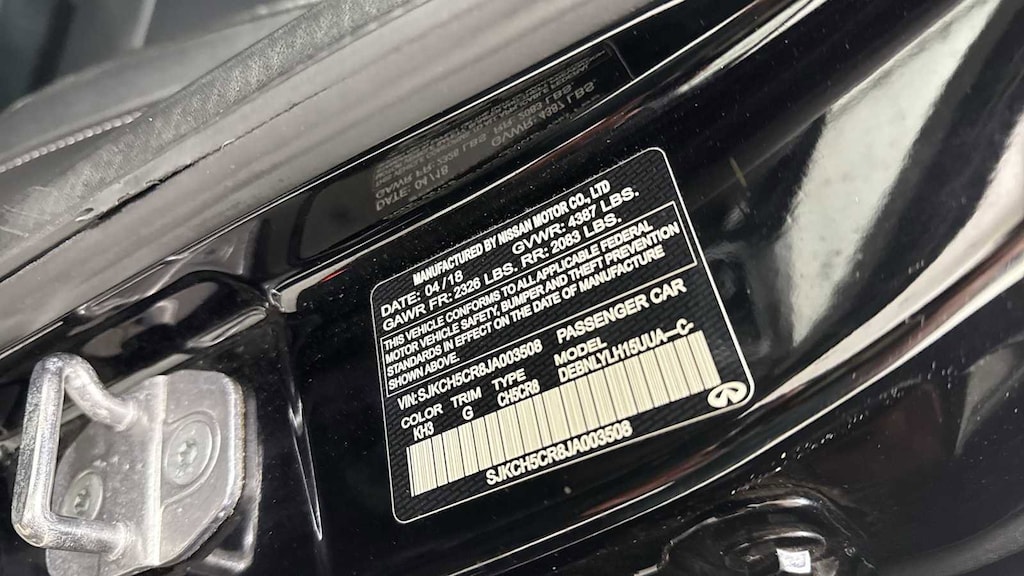 MANUFACTURED BY NISSAN MOTOR CO., LTD
DATE: 04/18 GVWR: 4387 LBS.
GAWR FR: 2326 LBS. RR: 2083 LBS.
THIS VEHICLE CONFORMS TO ALL APPLICABLE FEDERAL
MOTOR VEHICLE SAFETY, BUMPER AND THEFT PREVENTION
STANDARDS IN EFFECT ON THE DATE OF MANUFACTURE
SHOWN ABOVE.
VIN: SJKCH5CR8JA003508 PASSENGER CAR
COLOR TRIM TYPE MODEL
KH3 G CH5CR8 DEBNLYLH15UUA-C-
SJKCH5CR8JA003508